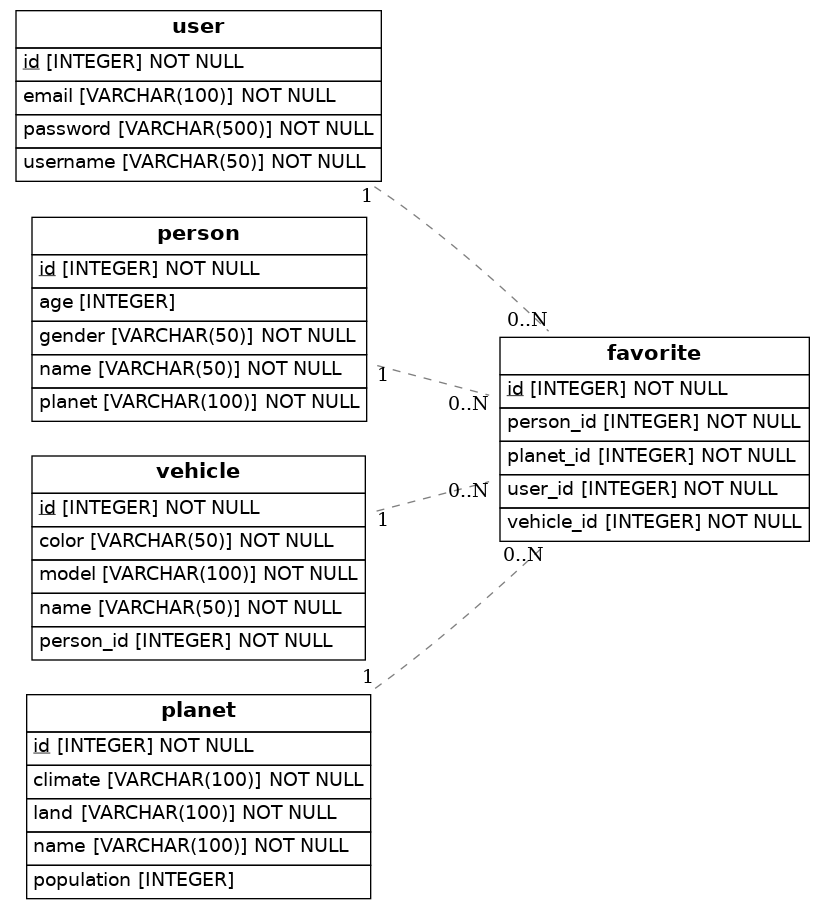 user
id [INTEGER] NOT NULL
email [VARCHAR(100)] NOT NULL
password [VARCHAR(500)] NOT NULL
username [VARCHAR(50)] NOT NULL
1
person
id [INTEGER] NOT NULL
age [INTEGER]
gender [VARCHAR(50)] NOT NULL
name [VARCHAR(50)] NOT NULL
planet [VARCHAR(100)] NOT NULL
1
vehicle
id [INTEGER] NOT NULL
color [VARCHAR(50)] NOT NULL
model [VARCHAR(100)] NOT NULL
name [VARCHAR(50)] NOT NULL
person_id [INTEGER] NOT NULL
1
planet
id [INTEGER] NOT NULL
climate [VARCHAR(100)] NOT NULL
land [VARCHAR(100)] NOT NULL
name [VARCHAR(100)] NOT NULL
population [INTEGER]
1
0..N
favorite
id [INTEGER] NOT NULL
person_id [INTEGER] NOT NULL
planet_id [INTEGER] NOT NULL
user_id [INTEGER] NOT NULL
vehicle_id [INTEGER] NOT NULL
0..N
0..N
0..N